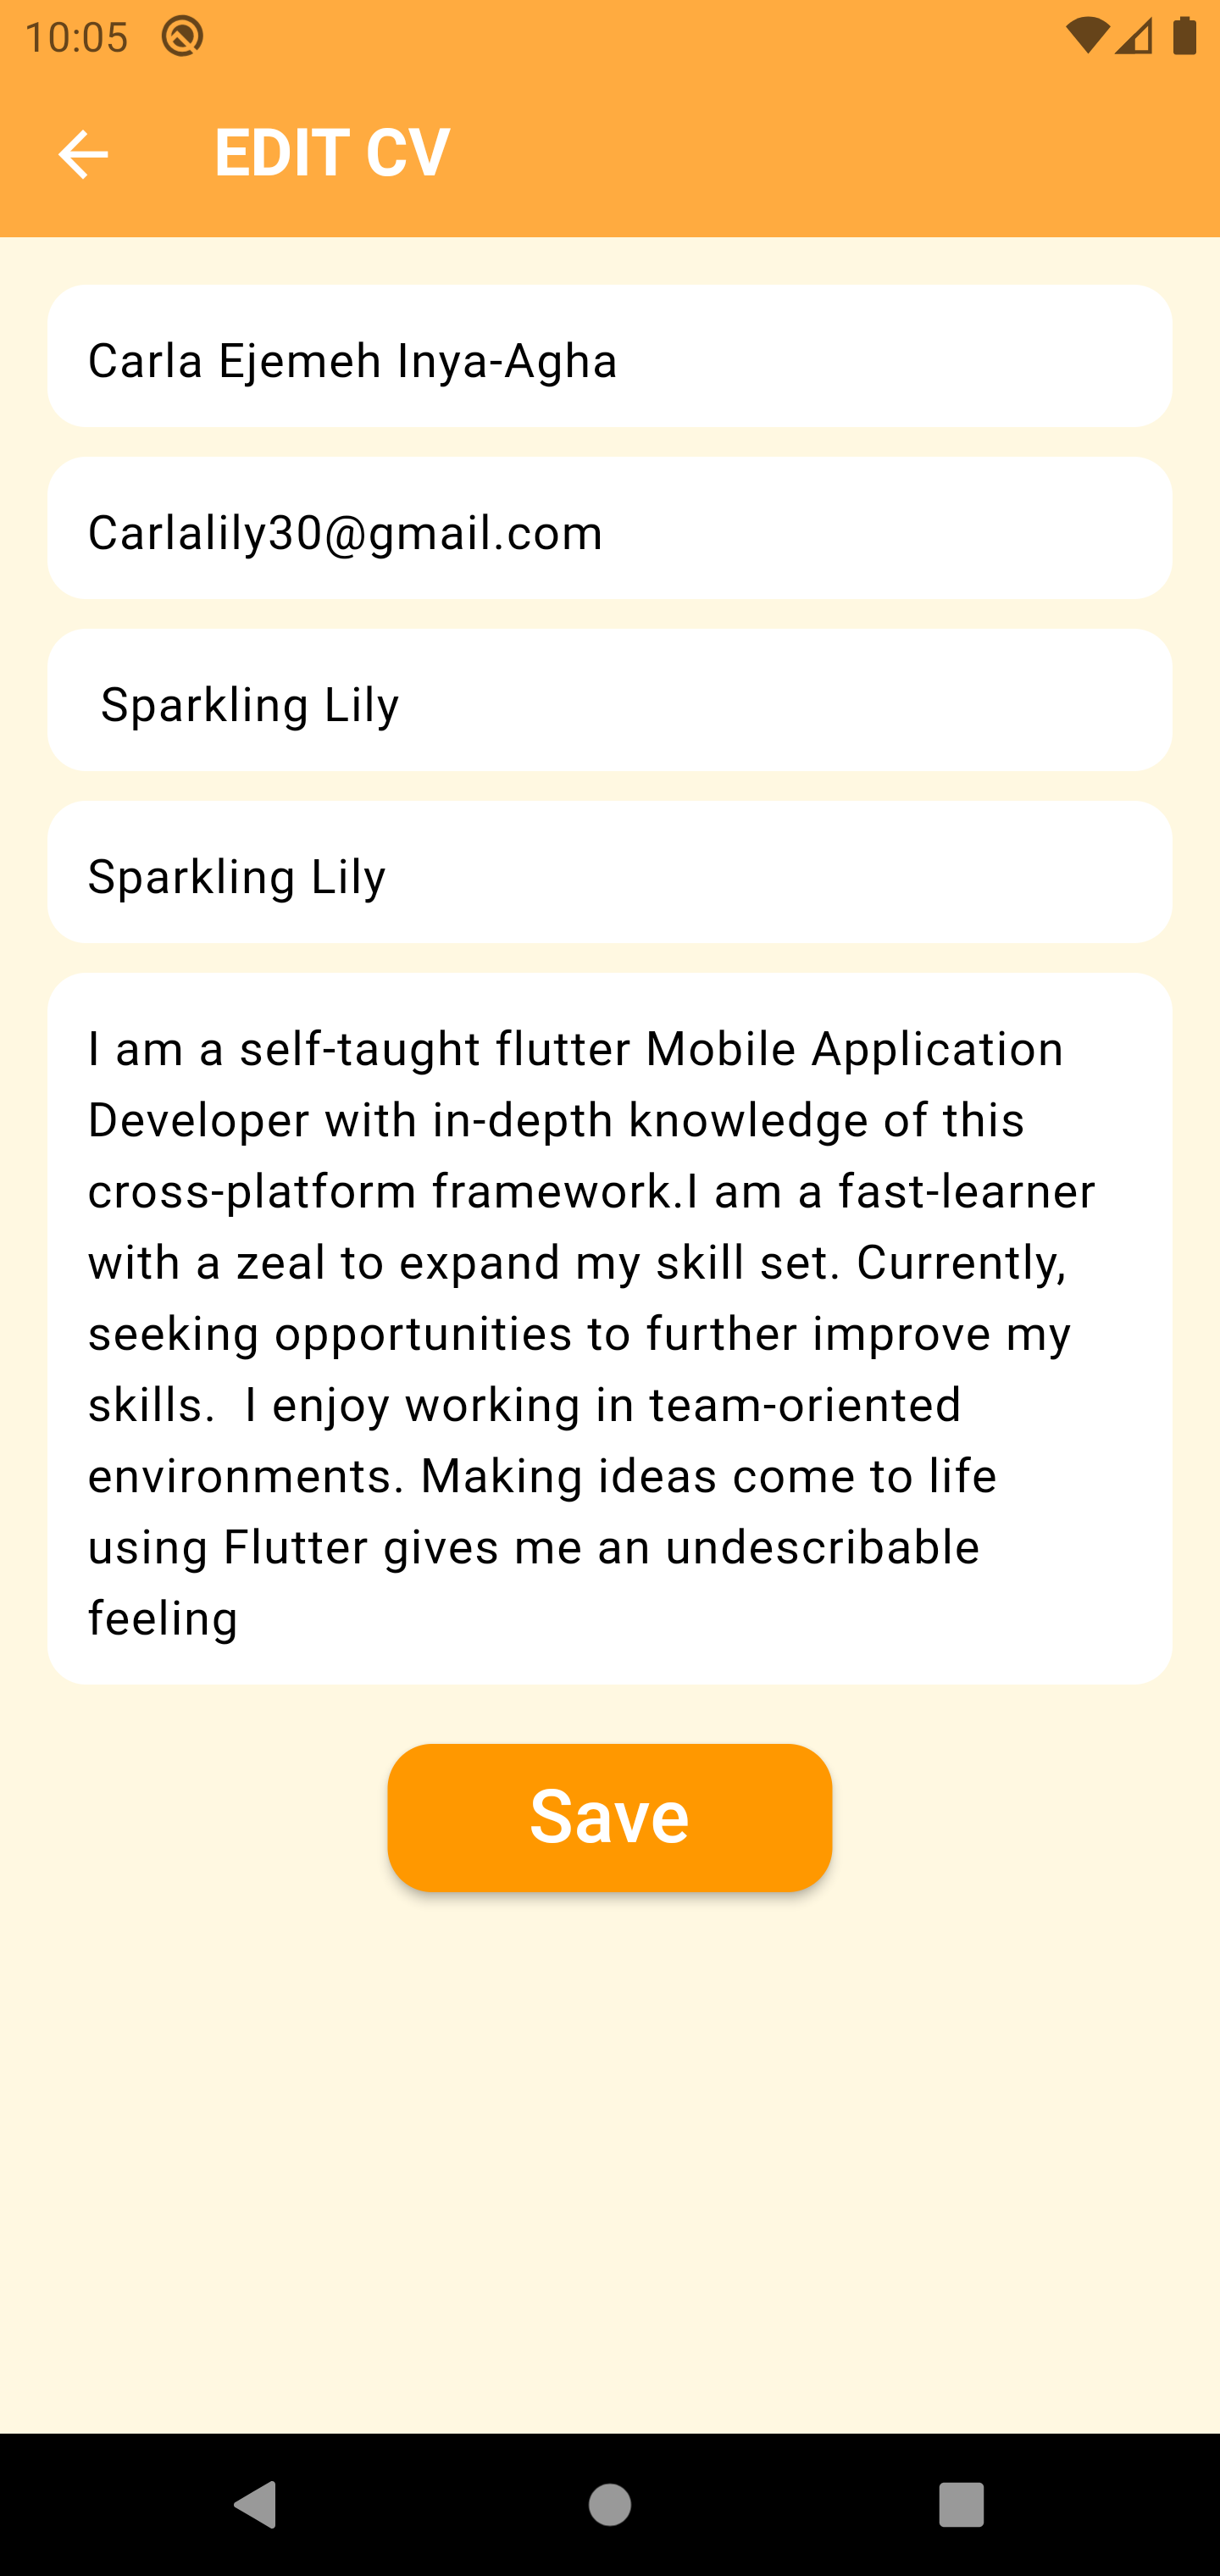 10:05
EDIT CV
Carla Ejemeh Inya-Agha
Carlalily30@gmail.com
Sparkling Lily
Sparkling Lily
I am a self-taught flutter Mobile Application
Developer with in-depth knowledge of this
cross-platform framework.I am a fast-learner
with a zeal to expand my skill set. Currently,
seeking opportunities to further improve my
skills.  I enjoy working in team-oriented
environments. Making ideas come to life
using Flutter gives me an undescribable
feeling
Save